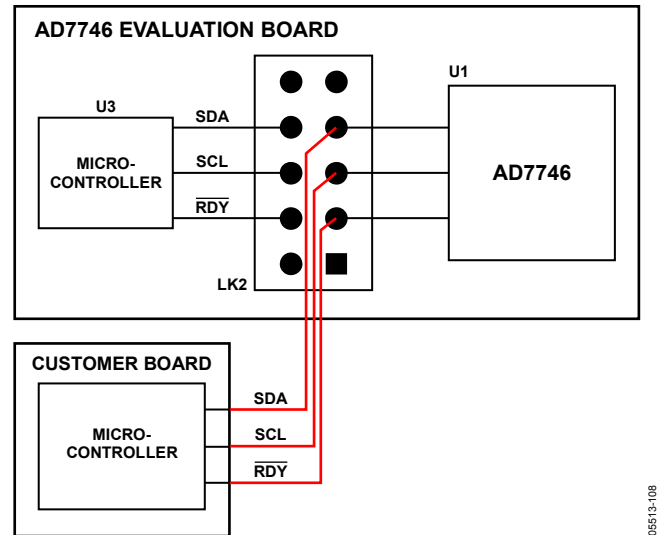 AD7746 EVALUATION BOARD
U1
U3
SDA
SCL
RDY
MICRO-
CONTROLLER
AD7746
LK2
CUSTOMER BOARD
SDA
SCL
RDY
MICRO-
CONTROLLER
05513-108